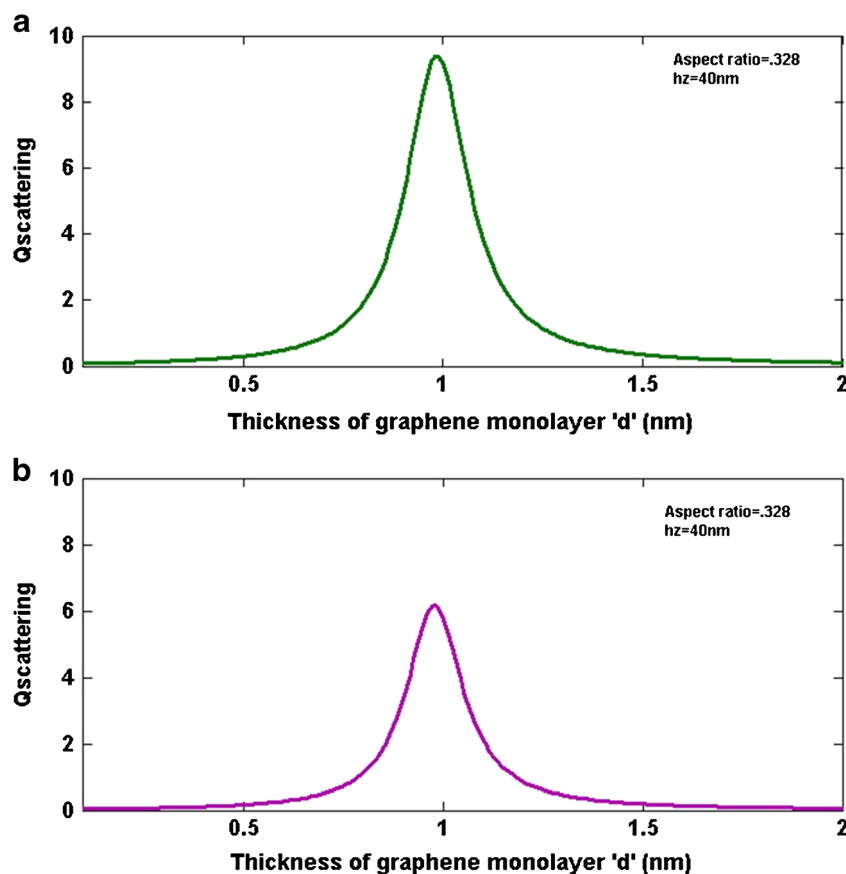 a
10
8
6
4
2
0
Qscattering
Aspect ratio=.328
hz=40nm
0.5 1 1.5 2
Thickness of graphene monolayer 'd' (nm)
b
10
8
6
4
2
0
Qscattering
Aspect ratio=.328
hz=40nm
0.5 1 1.5 2
Thickness of graphene monolayer 'd' (nm)